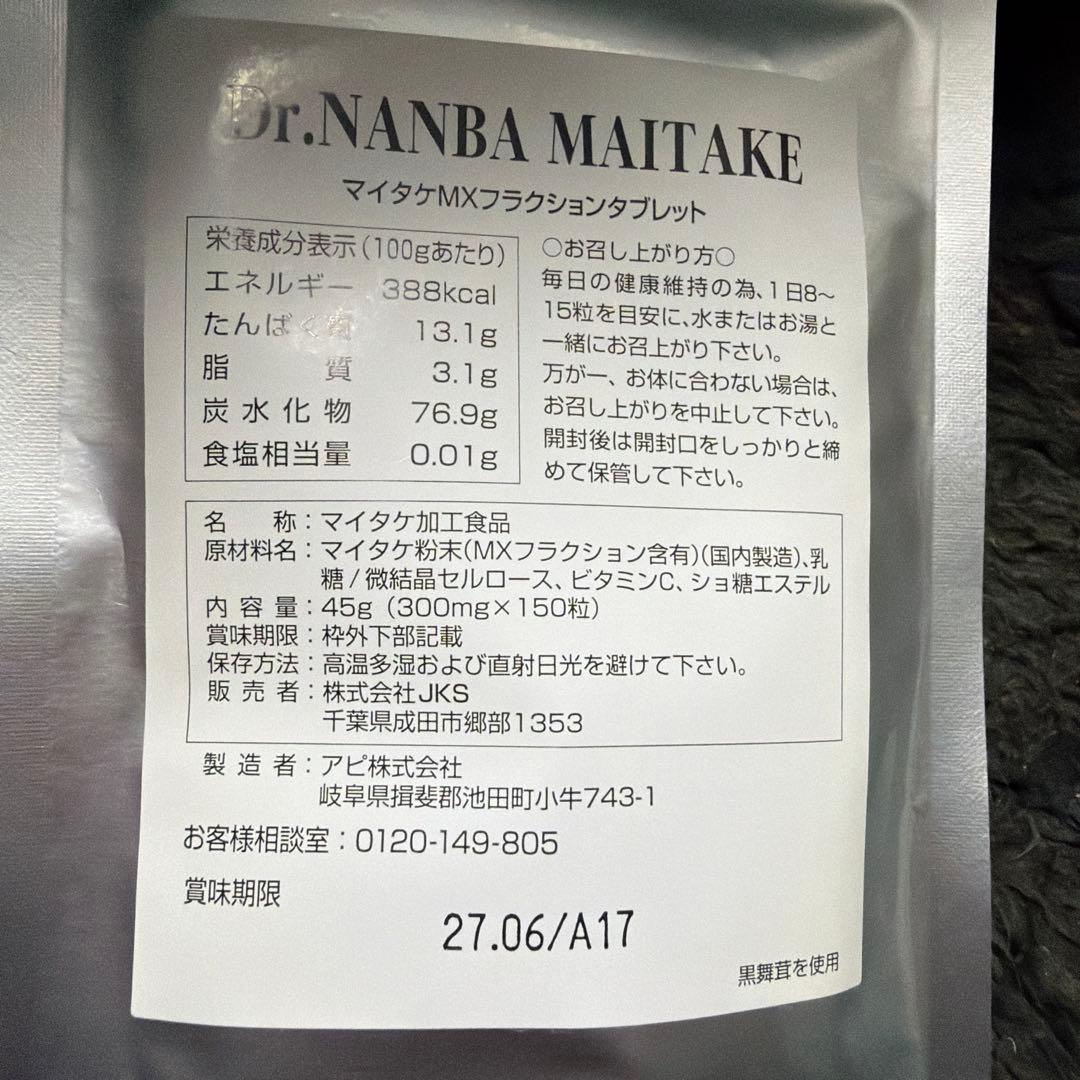 Dr.NANBA MAITAKE
マイタケMXフラクションタブレット
栄養成分表示(100gあたり)
エネルギー 388kcal
たんぱく質 13.1g
脂質 3.1g
炭水化物 76.9g
食塩相当量 0.01g
○お召し上がり方○
毎日の健康維持の為、1日8~
15粒を目安に、水またはお湯と
一緒にお召上がり下さい。
万が一、お体に合わない場合は、
お召し上がりを中止して下さい。
開封後は開封口をしっかりと締
めて保管して下さい。
名称:マイタケ加工食品
原材料名:マイタケ粉末(MXフラクション含有)(国内製造)、乳
糖/微結晶セルロース、ビタミンC、ショ糖エステル
内容量:45g(300mg×150粒)
賞味期限:枠外下部記載
保存方法:高温多湿および直射日光を避けて下さい。
販売者:株式会社JKS
千葉県成田市郷部1353
製造者:アピ株式会社
岐阜県揖斐郡池田町小牛743-1
お客様相談室:0120-149-805
賞味期限
27.06/A17
黒舞茸を使用